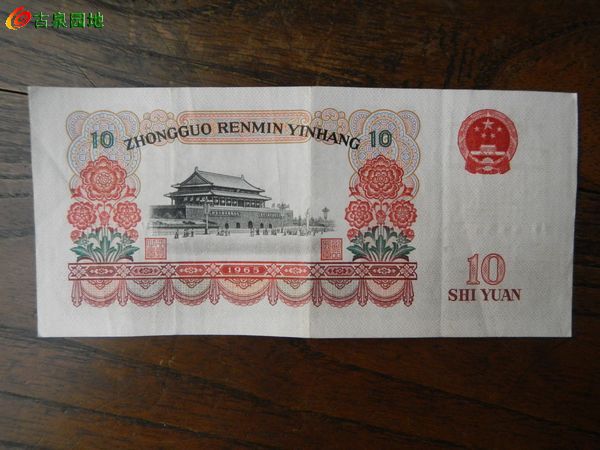 古泉园地
10 ZHONGGUO RENMIN YINHANG 10
1965
10
SHI YUAN